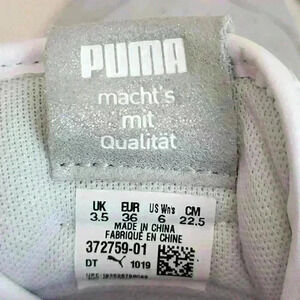 PUMA
macht's
mit
Qualität
UK EUR US Wn's CM
3.5 36 6 22.5
MADE IN CHINA
FABRIQUÉ EN CHINE
372759-01
DT 1019